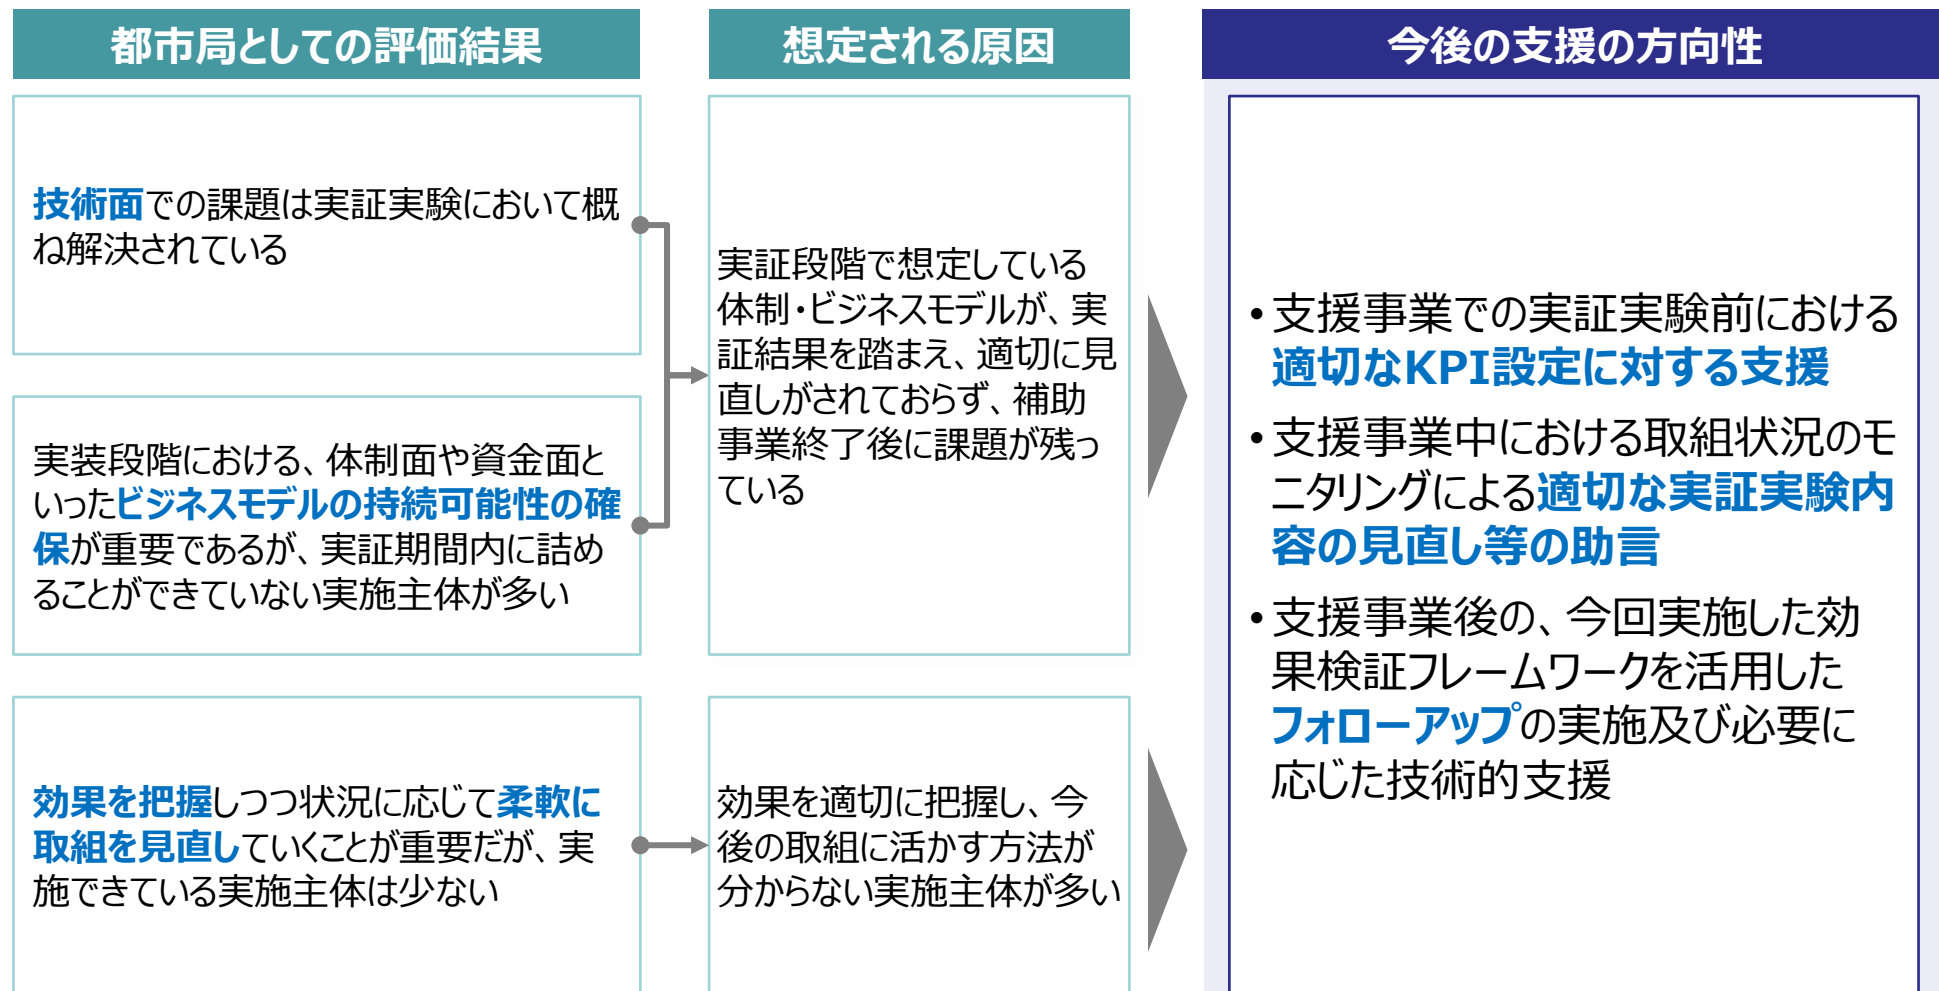 都市局としての評価結果
技術面での課題は実証実験において概
ね解決されている
実装段階における、体制面や資金面と
いったビジネスモデルの持続可能性の確
保が重要であるが、実証期間内に詰め
ることができていない実施主体が多い
効果を把握しつつ状況に応じて柔軟に
取組を見直していくことが重要だが、実
施できている実施主体は少ない
想定される原因
実証段階で想定している
体制・ビジネスモデルが、実
証結果を踏まえ、適切に見
直しがされておらず、補助
事業終了後に課題が残っ
ている
効果を適切に把握し、今
後の取組に活かす方法が
分からない実施主体が多い
今後の支援の方向性
•支援事業での実証実験前における
適切なKPI設定に対する支援
•支援事業中における取組状況のモ
ニタリングによる適切な実証実験内
容の見直し等の助言
•支援事業後の、今回実施した効
果検証フレームワークを活用した
フォローアップの実施及び必要に
応じた技術的支援